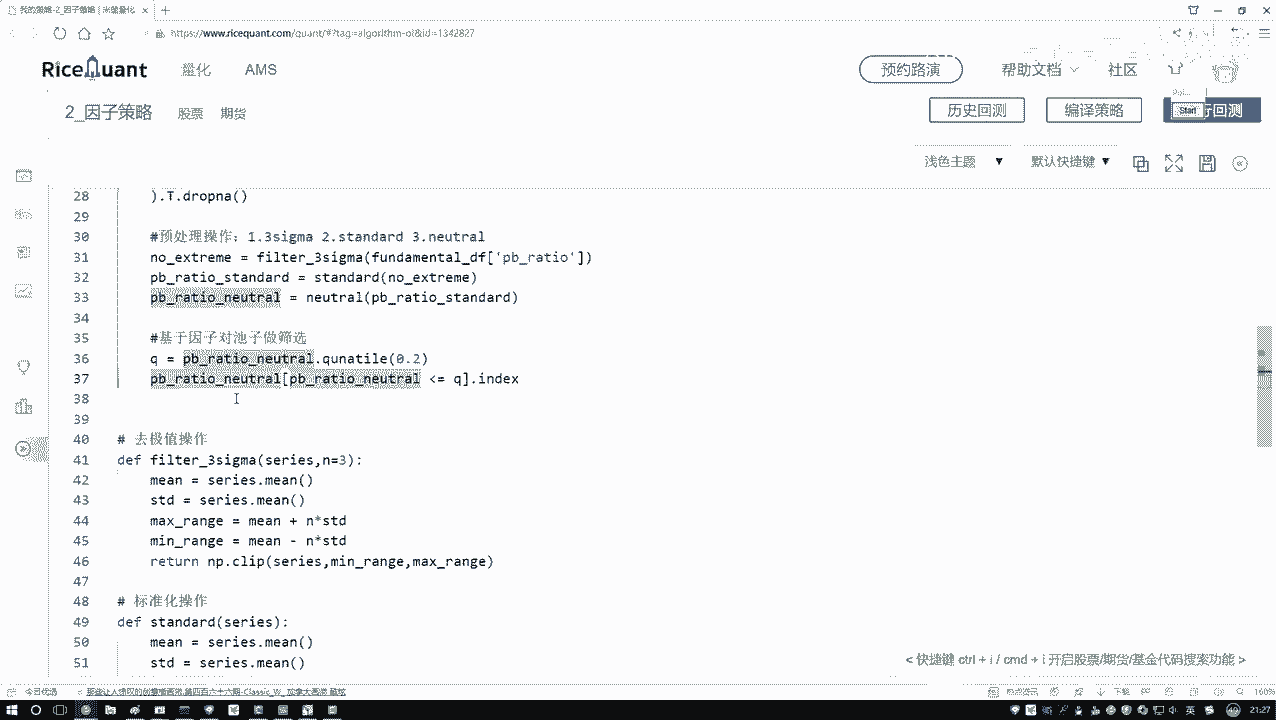 我的策略-2_因子策略 | 米筐量化
https://www.ricequant.com/quant/#?tag=algorithm-of&id=1342827
RiceQuant 量化 AMS 预约路演 帮助文档 社区
2_因子策略 股票 期货 历史回测 编译策略 Start 行回测
浅色主题 ▼ 默认快捷键 ▼
28 ).T.dropna()
29
30 #预处理操作：1.3sigma 2.standard 3.neutral
31 no_extreme = filter_3sigma(fundamental_df['pb_ratio'])
32 pb_ratio_standard = standard(no_extreme)
33 pb_ratio_neutral = neutral(pb_ratio_standard)
34
35 #基于因子对池子做筛选
36 q = pb_ratio_neutral.qunatile(0.2)
37 pb_ratio_neutral[pb_ratio_neutral <= q].index
38
39
40 # 去极值操作
41 def filter_3sigma(series,n=3):
42 mean = series.mean()
43 std = series.mean()
44 max_range = mean + n*std
45 min_range = mean - n*std
46 return np.clip(series,min_range,max_range)
47
48 # 标准化操作
49 def standard(series):
50 mean = series.mean()
51 std = series.mean()
< 快捷键 ctrl + i / cmd + i 开启股票/期货/基金代码搜索功能 >
今日优选 下载 160%
英 21:27